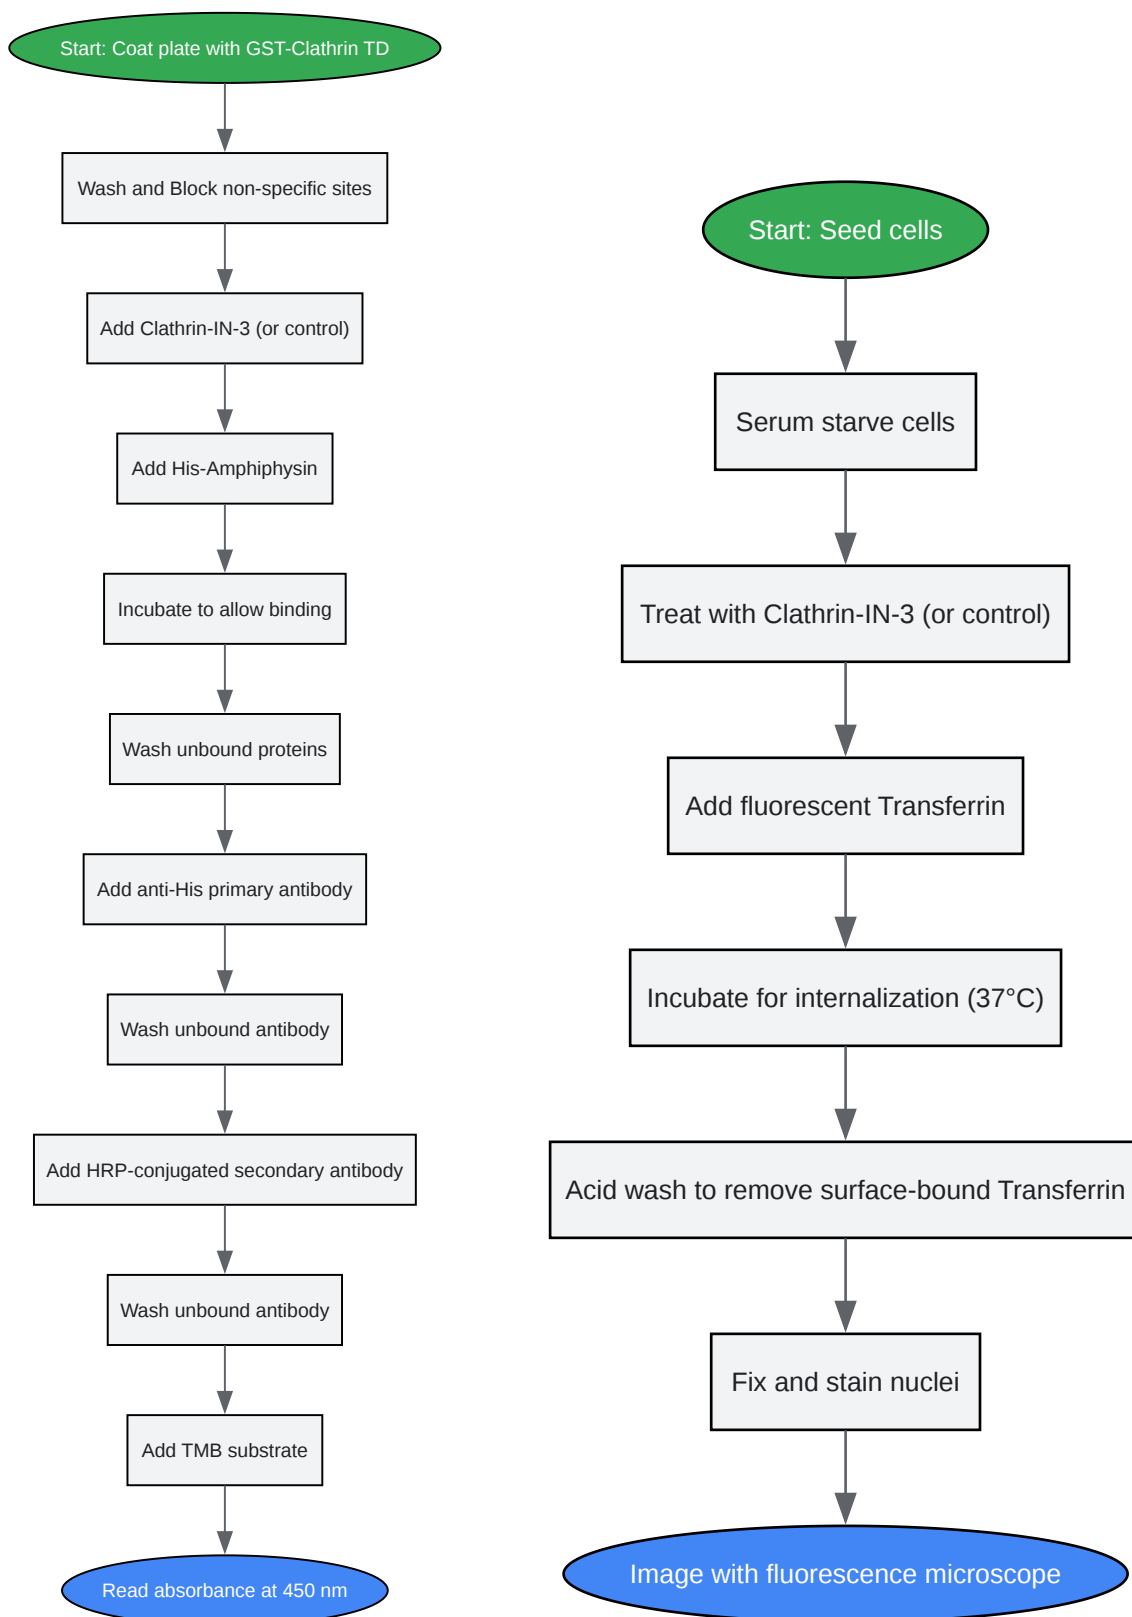 Start: Coat plate with GST-Clathrin TD
Wash and Block non-specific sites
Add Clathrin-IN-3 (or control)
Add His-Amphiphysin
Incubate to allow binding
Wash unbound proteins
Add anti-His primary antibody
Wash unbound antibody
Add HRP-conjugated secondary antibody
Wash unbound antibody
Add TMB substrate
Read absorbance at 450 nm
Start: Seed cells
Serum starve cells
Treat with Clathrin-IN-3 (or control)
Add fluorescent Transferrin
Incubate for internalization (37°C)
Acid wash to remove surface-bound Transferrin
Fix and stain nuclei
Image with fluorescence microscope